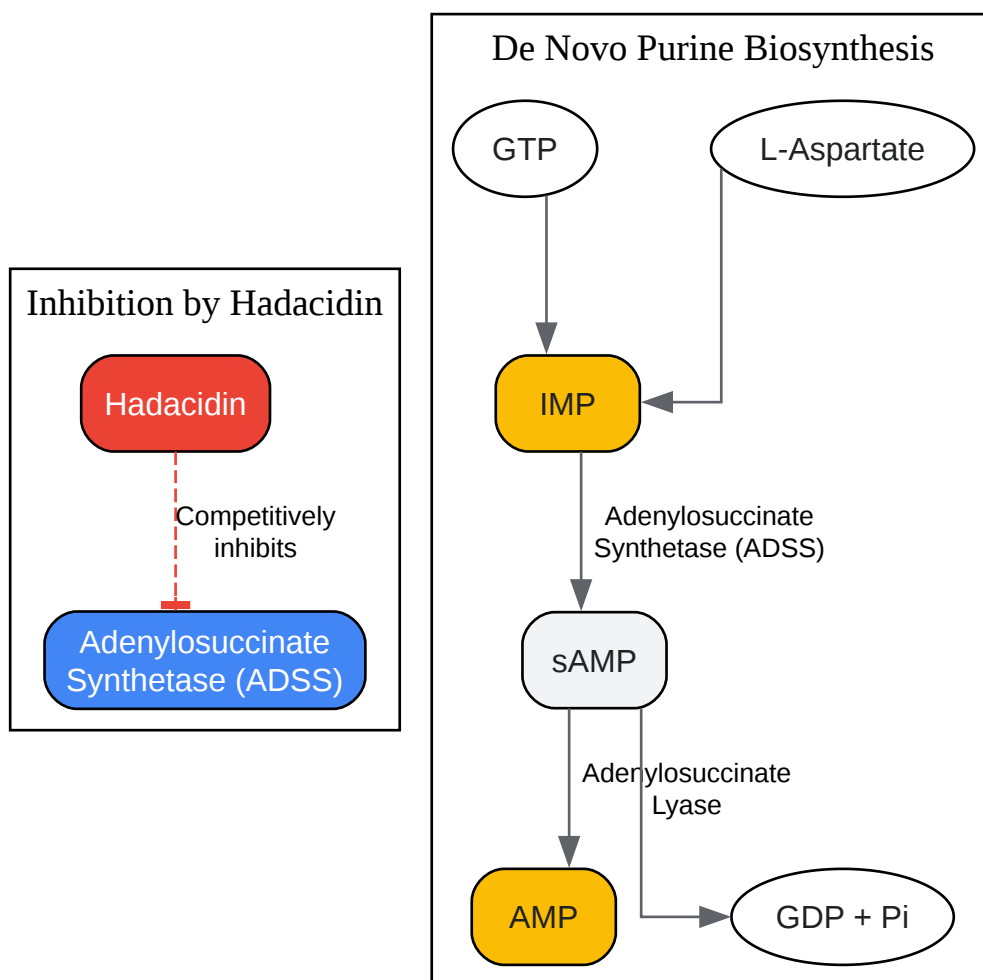 De Novo Purine Biosynthesis
GTP
L-Aspartate
Inhibition by Hadacidin
Hadacidin
IMP
Competitively
inhibits
Adenylosuccinate
Synthetase (ADSS)
Adenylosuccinate
Synthetase (ADSS)
sAMP
Adenylosuccinate
Lyase
AMP
GDP + Pi